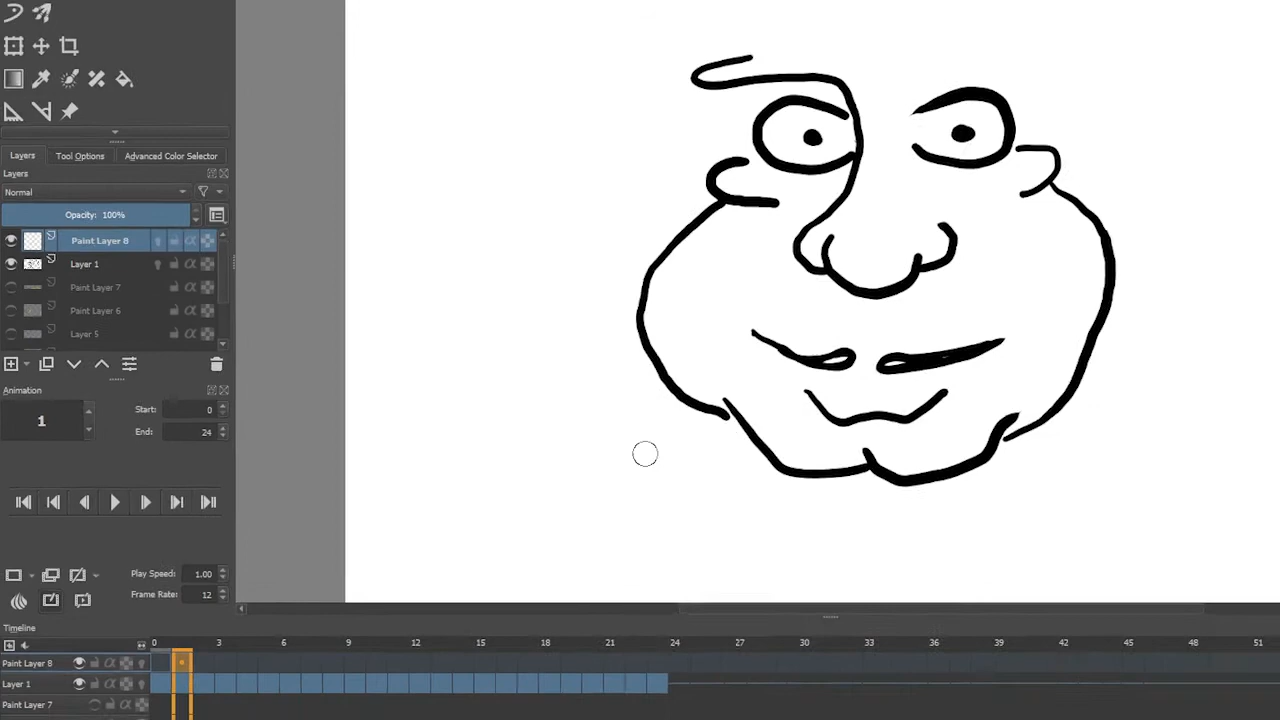 Layers
Tool Options
Advanced Color Selector
Layers
Normal
Opacity: 100%
Paint Layer 8
Layer 1
Paint Layer 7
Paint Layer 6
Layer 5
Animation
1
Start: 0
End: 24
Play Speed: 1.00
Frame Rate: 12
Timeline
0 3 6 9 12 15 18 21 24 27 30 33 36 39 42 45 48 51
Paint Layer 8
Layer 1
Paint Layer 7